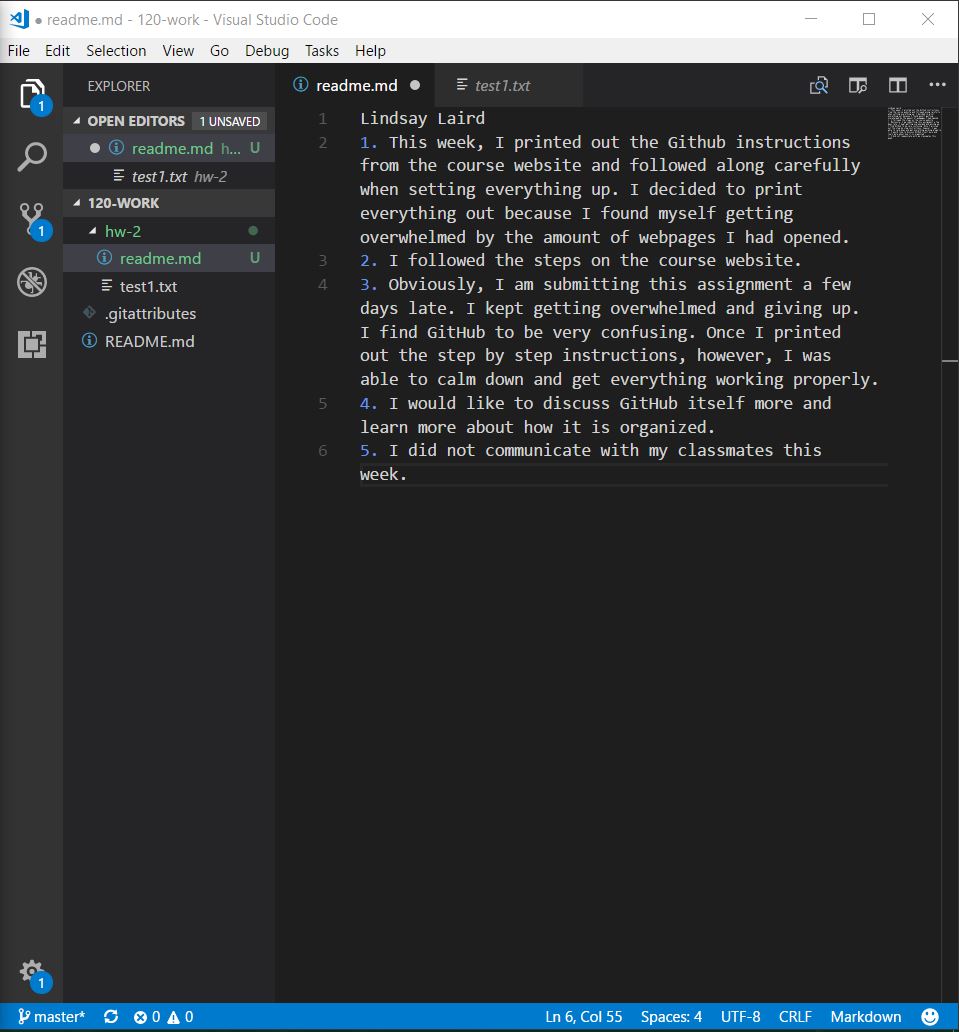 ● readme.md - 120-work - Visual Studio Code
File Edit Selection View Go Debug Tasks Help
EXPLORER
OPEN EDITORS 1 UNSAVED
readme.md h... U
test1.txt hw-2
120-WORK
hw-2
readme.md U
test1.txt
.gitattributes
README.md
1
1
1
readme.md
test1.txt
1 Lindsay Laird
2 1. This week, I printed out the Github instructions
from the course website and followed along carefully
when setting everything up. I decided to print
everything out because I found myself getting
overwhelmed by the amount of webpages I had opened.
3 2. I followed the steps on the course website.
4 3. Obviously, I am submitting this assignment a few
days late. I kept getting overwhelmed and giving up.
I find GitHub to be very confusing. Once I printed
out the step by step instructions, however, I was
able to calm down and get everything working properly.
5 4. I would like to discuss GitHub itself more and
learn more about how it is organized.
6 5. I did not communicate with my classmates this
week.
master* 0 0 Ln 6, Col 55 Spaces: 4 UTF-8 CRLF Markdown